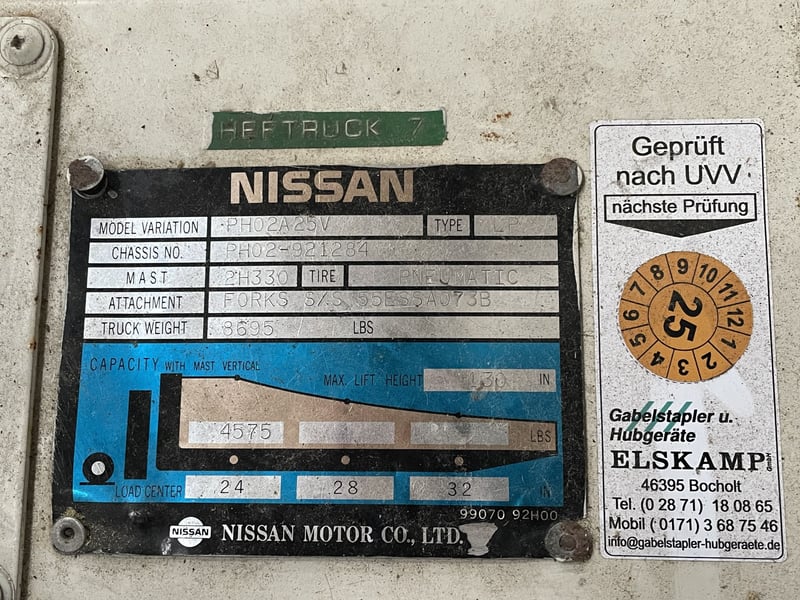 HEFTRUCK 7
NISSAN
MODEL VARIATION PH02A25V TYPE LP
CHASSIS NO. PH02-921284
MAST 2H330 TIRE PNEUMATIC
ATTACHMENT FORKS S/S
TRUCK WEIGHT 8695 LBS
CAPACITY WITH MAST VERTICAL
MAX. LIFT HEIGHT 130 IN
4575 LBS
LOAD CENTER 24 28 32 IN
99070 92H00
NISSAN NISSAN MOTOR CO., LTD.
Geprüft
nach UVV
nächste Prüfung
1 2 3 4 5 6 7 8 9 10 11 12
25
Gabelstapler u.
Hubgeräte
ELSKAMP GmbH
46395 Bocholt
Tel. (0 28 71) 18 08 65
Mobil (0171) 3 68 75 46
info@gabelstapler-hubgeraete.de